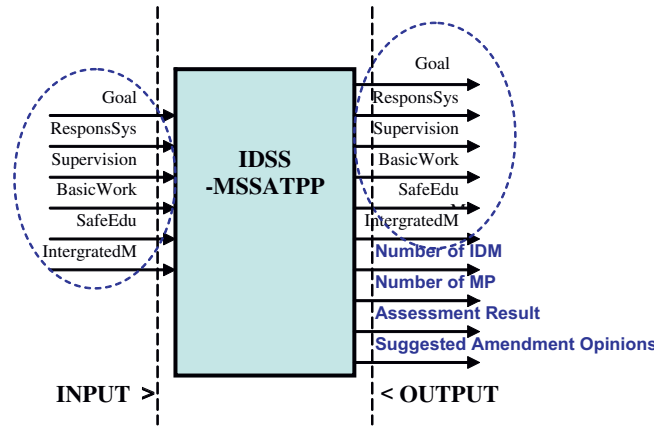 Goal
ResponsSys
Supervision
BasicWork
SafeEdu
IntergratedM
IDSS
-MSSATPP
Goal
ResponsSys
Supervision
BasicWork
SafeEdu
IntergratedM
Number of IDM
Number of MP
Assessment Result
Suggested Amendment Opinions
INPUT >
< OUTPUT